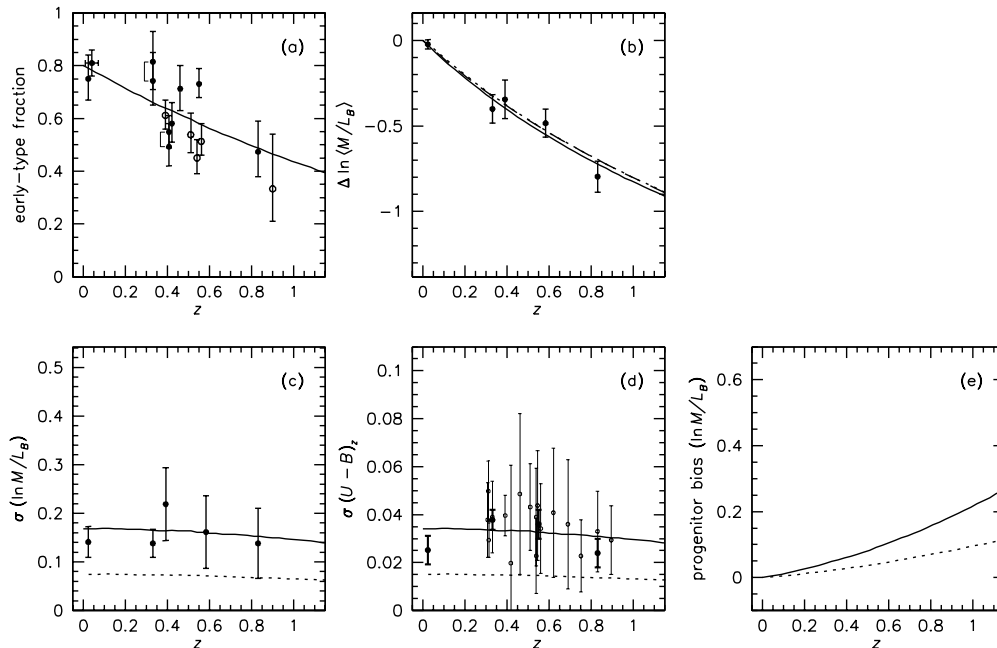 (a)
early-type fraction
1
0.8
0.6
0.4
0.2
0
0 0.2 0.4 0.6 0.8 1
z
(b)
Δ ln ⟨M/L_B⟩
0
-0.5
-1
0 0.2 0.4 0.6 0.8 1
z
(c)
σ (ln M/L_B)
0.5
0.4
0.3
0.2
0.1
0
0 0.2 0.4 0.6 0.8 1
z
(d)
σ (U-B)_z
0.1
0.08
0.06
0.04
0.02
0
0 0.2 0.4 0.6 0.8 1
z
(e)
progenitor bias (ln M/L_B)
0.6
0.4
0.2
0
0 0.2 0.4 0.6 0.8 1
z